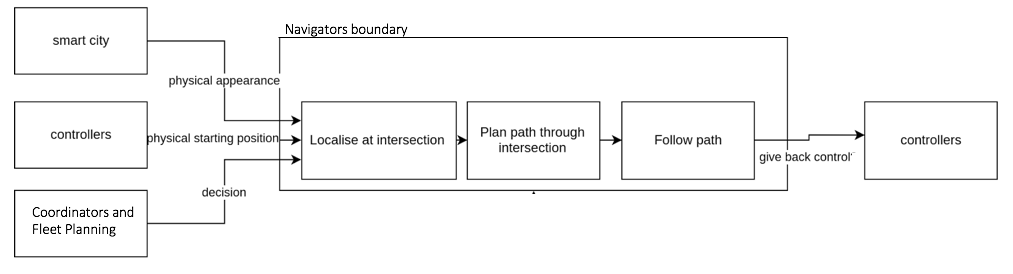 Navigators boundary
smart city
physical appearance
controllers
physical starting position
Localise at intersection
Plan path through
intersection
Follow path
give back control
controllers
decision
Coordinators and
Fleet Planning